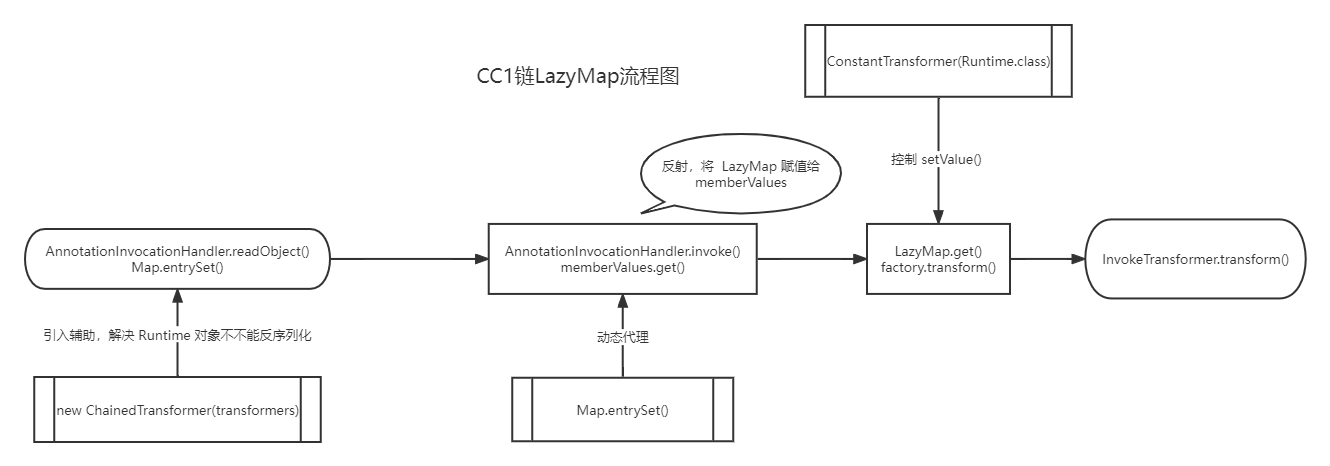 ConstantTransformer(Runtime.class)
CC1链LazyMap流程图
控制 setValue()
反射，将 LazyMap 赋值给
memberValues
AnnotationInvocationHandler.readObject()
Map.entrySet()
AnnotationInvocationHandler.invoke()
memberValues.get()
LazyMap.get()
factory.transform()
InvokeTransformer.transform()
引入辅助，解决 Runtime 对象不不能反序列化
动态代理
new ChainedTransformer(transformers)
Map.entrySet()